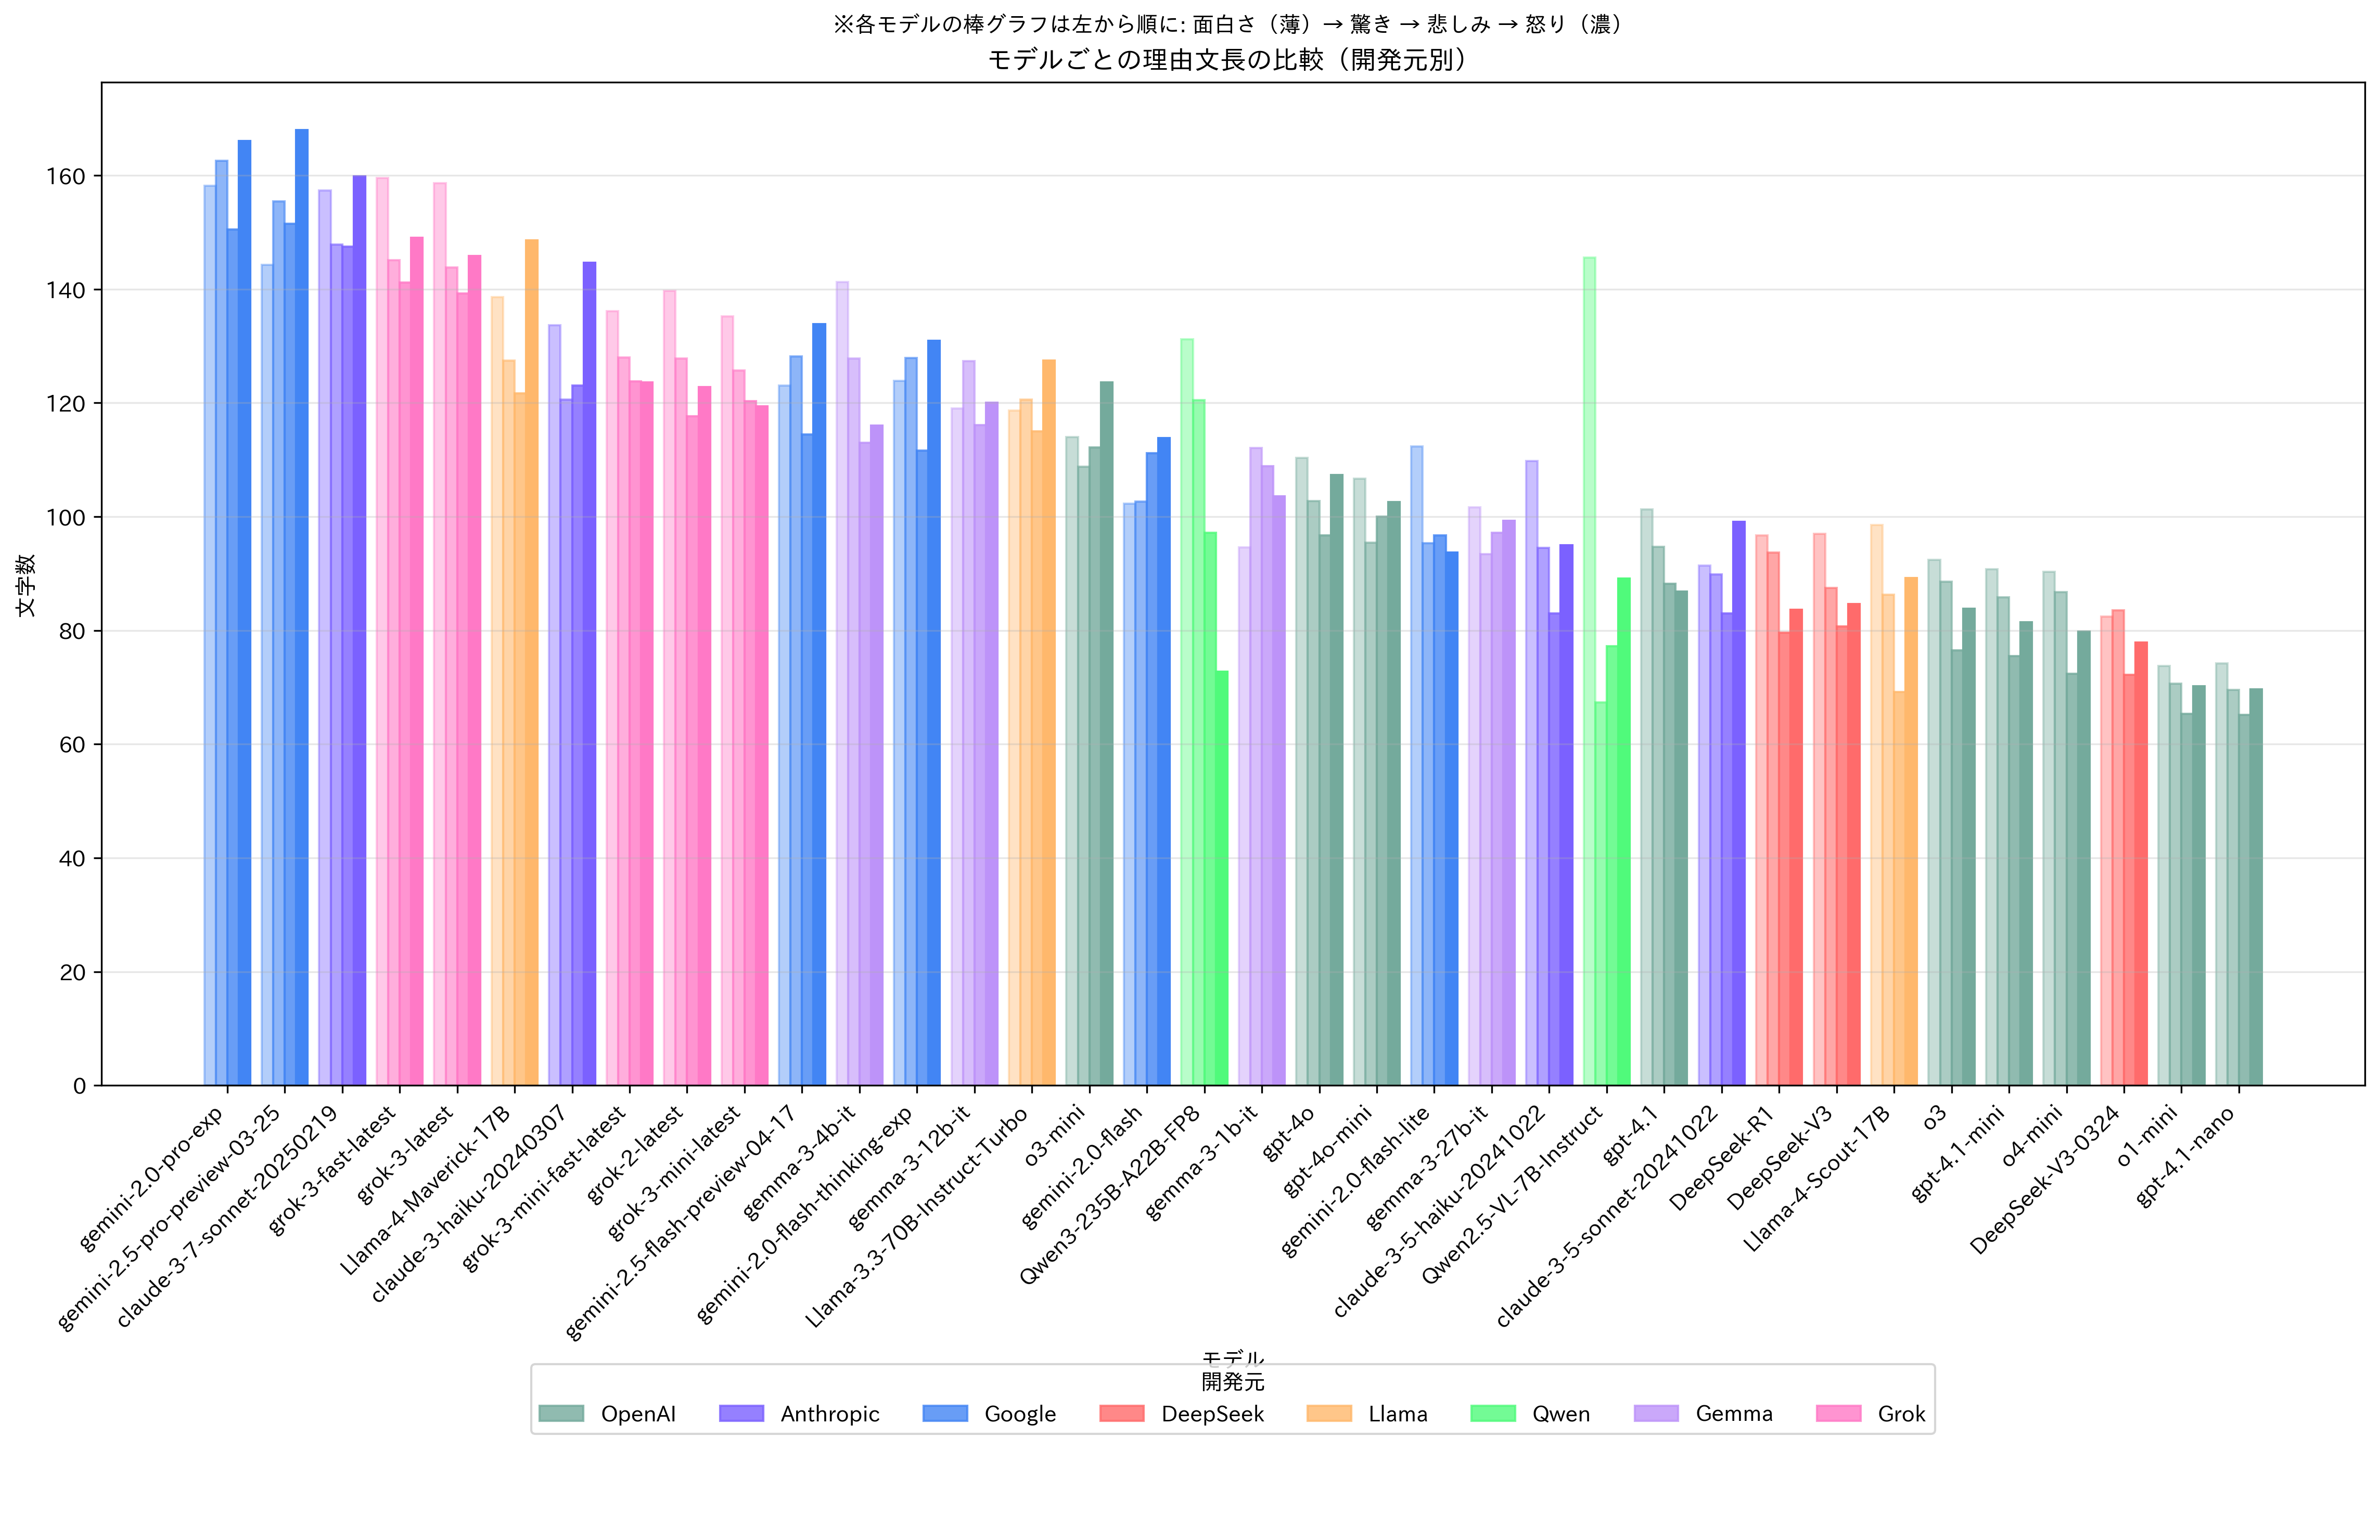 ※各モデルの棒グラフは左から順に: 面白さ（薄）→ 驚き → 悲しみ → 怒り（濃）
モデルごとの理由文長の比較（開発元別）
文字数
160
140
120
100
80
60
40
20
0
gemini-2.0-pro-exp
gemini-2.5-pro-preview-03-25
claude-3-7-sonnet-20250219
grok-3-fast-latest
grok-3-latest
Llama-4-Maverick-17B
claude-3-haiku-20240307
grok-3-mini-fast-latest
grok-2-latest
grok-3-mini-latest
gemini-2.5-flash-preview-04-17
gemma-3-4b-it
gemini-2.0-flash-thinking-exp
gemma-3-12b-it
Llama-3.3-70B-Instruct-Turbo
o3-mini
gemini-2.0-flash
Qwen3-235B-A22B-FP8
gemma-3-1b-it
gpt-4o
gpt-4o-mini
gemini-2.0-flash-lite
gemma-3-27b-it
claude-3-5-haiku-20241022
Qwen2.5-VL-7B-Instruct
gpt-4.1
claude-3-5-sonnet-20241022
DeepSeek-R1
DeepSeek-V3
Llama-4-Scout-17B
o3
gpt-4.1-mini
o4-mini
DeepSeek-V3-0324
o1-mini
gpt-4.1-nano
モデル
開発元
OpenAI Anthropic Google DeepSeek Llama Qwen Gemma Grok